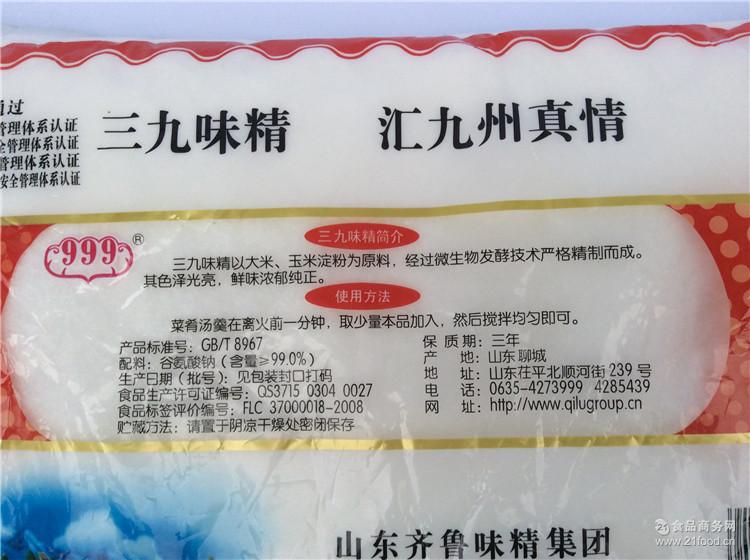 通过
管理体系认证
全管理体系认证
管理体系认证
安全管理体系认证
三九味精 汇九州真情
999®
三九味精简介
三九味精以大米、玉米淀粉为原料，经过微生物发酵技术严格精制而成。
其色泽光亮，鲜味浓郁纯正。
使用方法
菜肴汤羹在离火前一分钟，取少量本品加入，然后搅拌均匀即可。
产品标准号：GB/T 8967
配料：谷氨酸钠（含量≥99.0%）
生产日期（批号）：见包装封口打码
食品生产许可证编号：QS3715 0304 0027
食品标签评价编号：FLC 37000018-2008
贮藏方法：请置于阴凉干燥处密闭保存
保质期：三年
产地：山东 聊城
地址：山东茌平北顺河街 239 号
电话：0635-4273999 4285439
网址：http://www.qilugroup.cn
山东齐鲁味精集团
食品商务网
www.21food.cn